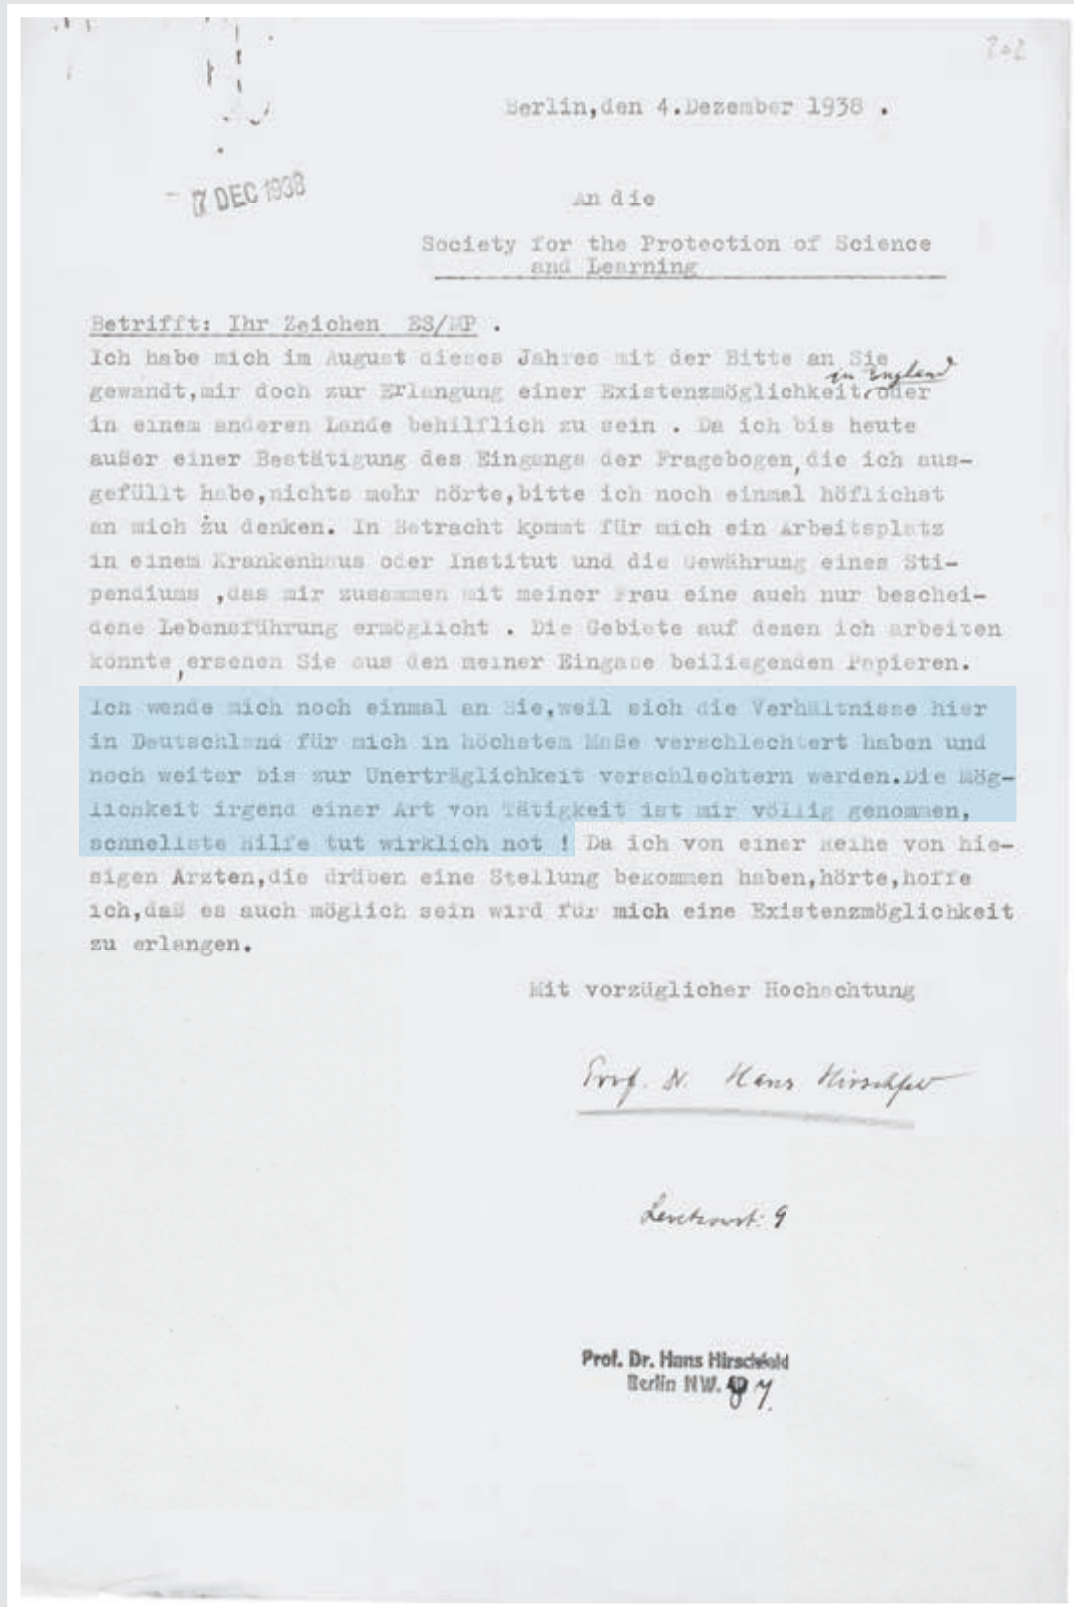 202
Berlin,den 4.Dezember 1938 .
- 7 DEC 1938
An die
Society for the Protection of Science
and Learning
Betrifft: Ihr Zeichen ES/MP .
Ich habe mich im August dieses Jahres mit der Bitte an Sie
in England
gewandt,mir doch zur Erlangung einer Existenzmöglichkeit oder
in einem anderen Lande behilflich zu sein . Da ich bis heute
außer einer Bestätigung des Eingangs der Fragebogen,die ich aus-
gefüllt habe,nichts mehr hörte,bitte ich noch einmal höflichst
an mich zu denken. In Betracht kommt für mich ein Arbeitsplatz
in einem Krankenhaus oder Institut und die Gewährung eines Sti-
pendiums ,das mir zusammen mit meiner Frau eine auch nur beschei-
dene Lebensführung ermöglicht . Die Gebiete auf denen ich arbeiten
könnte,ersehen Sie aus den meiner Eingabe beiliegenden Papieren.
Ich wende mich noch einmal an Sie,weil sich die Verhältnisse hier
in Deutschland für mich in höchstem Maße verschlechtert haben und
noch weiter bis zur Unerträglichkeit verschlechtern werden.Die Mög-
lichkeit irgend einer Art von Tätigkeit ist mir völlig genommen,
schnellste Hilfe tut wirklich not ! Da ich von einer Reihe von hie-
sigen Arzten,die drüben eine Stellung bekommen haben,hörte,hoffe
ich,daß es auch möglich sein wird für mich eine Existenzmöglichkeit
zu erlangen.
Mit vorzüglicher Hochachtung
Prof. Dr. Hans Hirschfeld
Levetzowstr. 9
Prof. Dr. Hans Hirschfeld
Berlin NW. 87